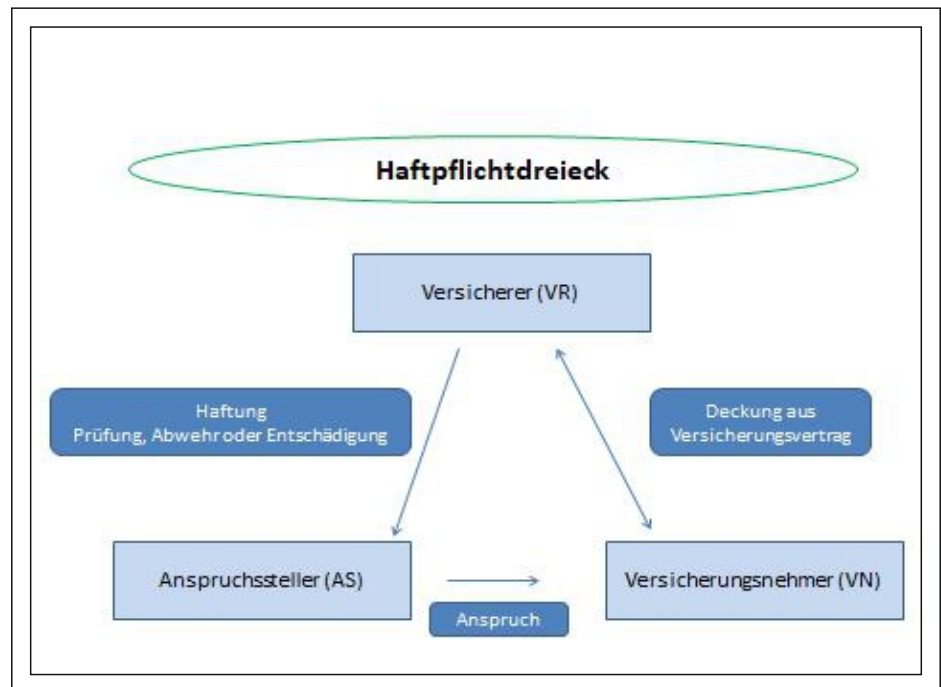 Haftpflichtdreieck
Versicherer (VR)
Haftung
Prüfung, Abwehr oder Entschädigung
Deckung aus
Versicherungsvertrag
Anspruchssteller (AS)
Versicherungsnehmer (VN)
Anspruch